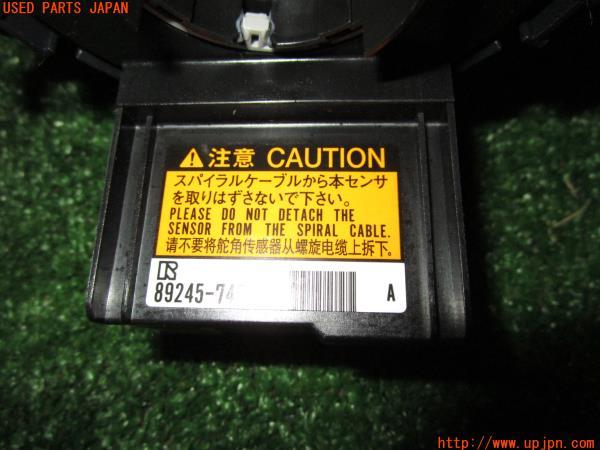 USED PARTS JAPAN
注意 CAUTION
スパイラルケーブルから本センサ
を取りはずさないで下さい。
PLEASE DO NOT DETACH THE
SENSOR FROM THE SPIRAL CABLE.
请不要将舵角传感器从螺旋电缆上拆下。
A
http://www.upjpn.com